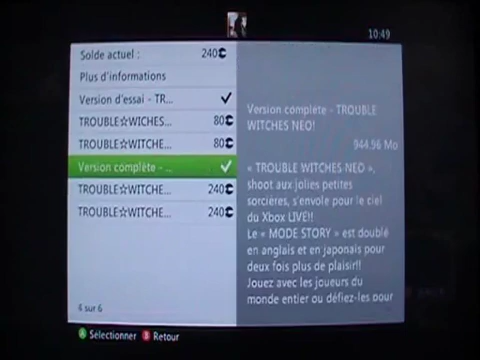 10:49
Solde actuel : 240
Plus d'informations
Version d'essai - TR...
TROUBLE☆WICHES... 80
TROUBLE☆WITCHE... 80
Version complète - ...
TROUBLE☆WITCHE... 240
TROUBLE☆WITCHE... 240
4 sur 6
Version complète - TROUBLE
WITCHES NEO!
944.96 Mo
« TROUBLE WITCHES NEO »,
shoot aux jolies petites
sorcières, s'envole pour le ciel
du Xbox LIVE!!
Le « MODE STORY » est doublé
en anglais et en japonais pour
deux fois plus de plaisir!!
Jouez avec les joueurs du
monde entier ou défiez-les pour
A Sélectionner B Retour